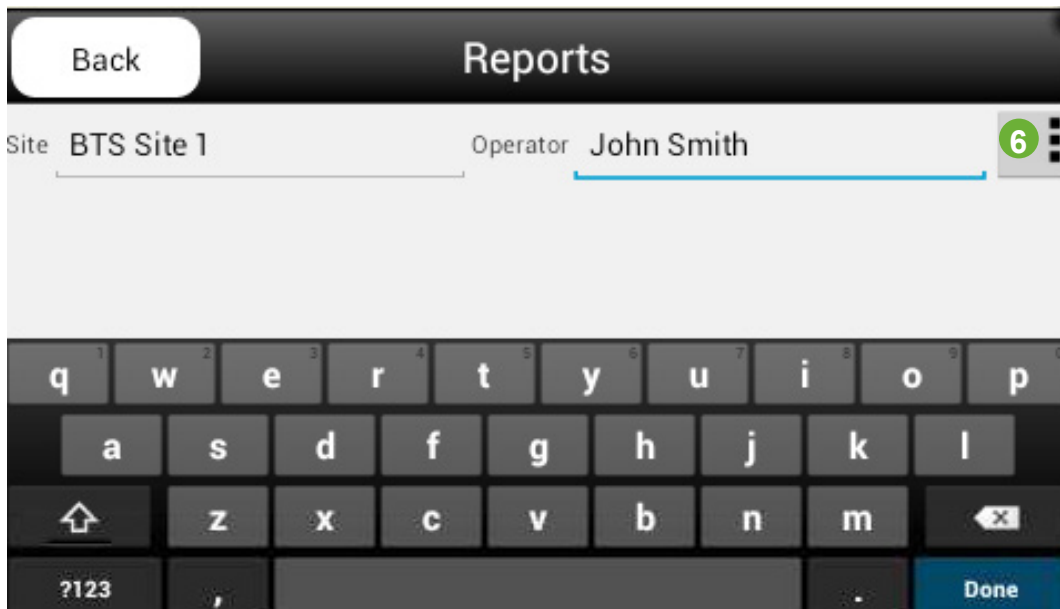 Back Reports
Site BTS Site 1 Operator John Smith 6
1 2 3 4 5 6 7 8 9 0
q w e r t y u i o p
a s d f g h j k l
z x c v b n m
?123 , . Done